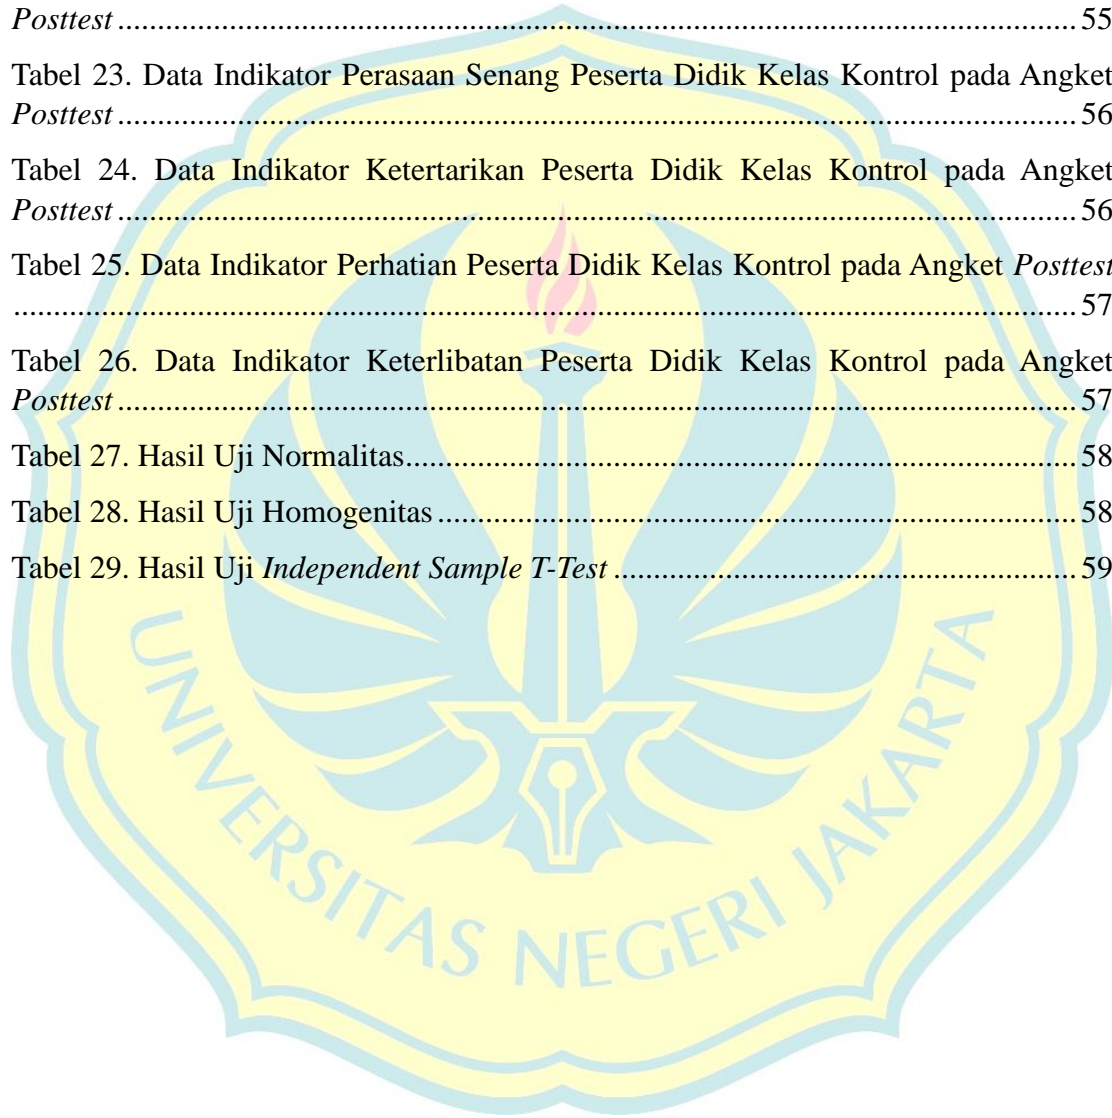 Posttest ........................................................................................................................ 55
Tabel 23. Data Indikator Perasaan Senang Peserta Didik Kelas Kontrol pada Angket
Posttest ........................................................................................................................ 56
Tabel 24. Data Indikator Ketertarikan Peserta Didik Kelas Kontrol pada Angket
Posttest ........................................................................................................................ 56
Tabel 25. Data Indikator Perhatian Peserta Didik Kelas Kontrol pada Angket Posttest
........................................................................................................................ 57
Tabel 26. Data Indikator Keterlibatan Peserta Didik Kelas Kontrol pada Angket
Posttest ........................................................................................................................ 57
Tabel 27. Hasil Uji Normalitas.................................................................................... 58
Tabel 28. Hasil Uji Homogenitas ................................................................................ 58
Tabel 29. Hasil Uji Independent Sample T-Test .......................................................... 59
UNIVERSITAS NEGERI JAKARTA